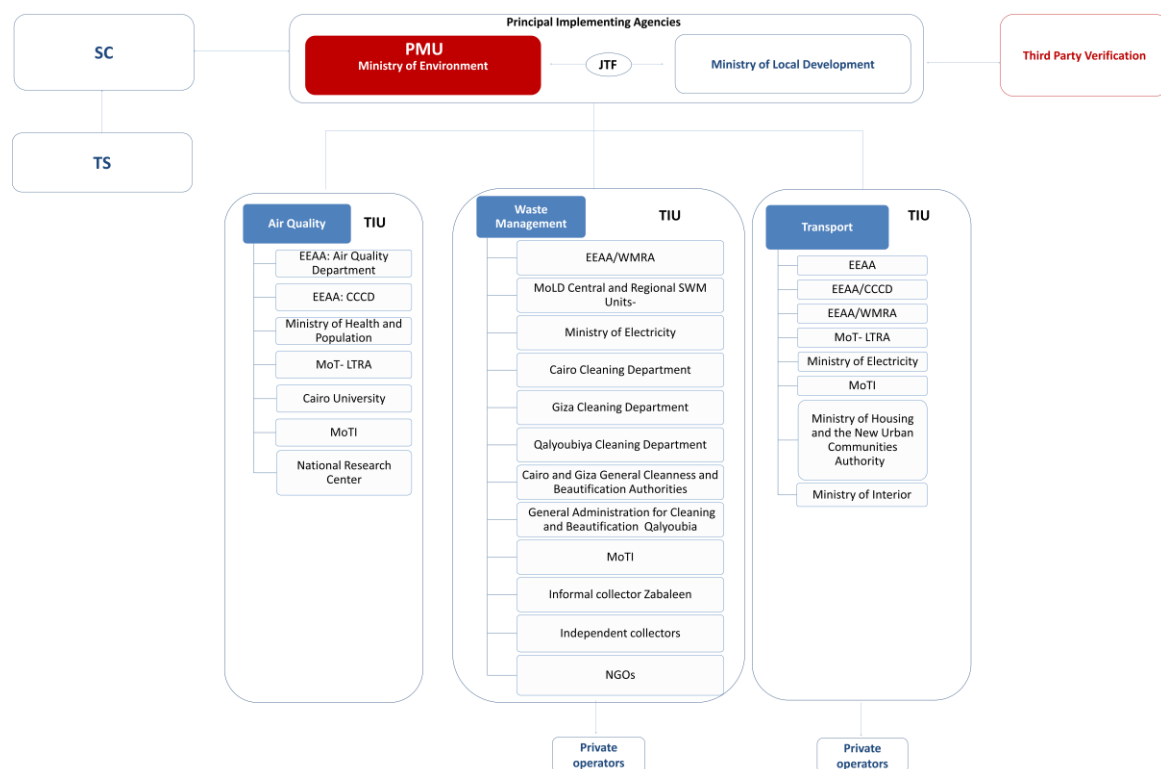 Principal Implementing Agencies
SC
PMU
Ministry of Environment
JTF
Ministry of Local Development
Third Party Verification
TS
Air Quality
TIU
EEAA: Air Quality
Department
EEAA: CCCD
Ministry of Health and
Population
MoT- LTRA
Cairo University
MoTI
National Research
Center
Waste
Management
TIU
EEAA/WMRA
MoLD Central and Regional SWM
Units-
Ministry of Electricity
Cairo Cleaning Department
Giza Cleaning Department
Qalyoubiya Cleaning Department
Cairo and Giza General Cleanness and
Beautification Authorities
General Administration for Cleaning
and Beautification Qalyoubia
MoTI
Informal collector Zabaleen
Independent collectors
NGOs
Transport
TIU
EEAA
EEAA/CCCD
EEAA/WMRA
MoT- LTRA
Ministry of Electricity
MoTI
Ministry of Housing
and the New Urban
Communities
Authority
Ministry of Interior
Private
operators
Private
operators